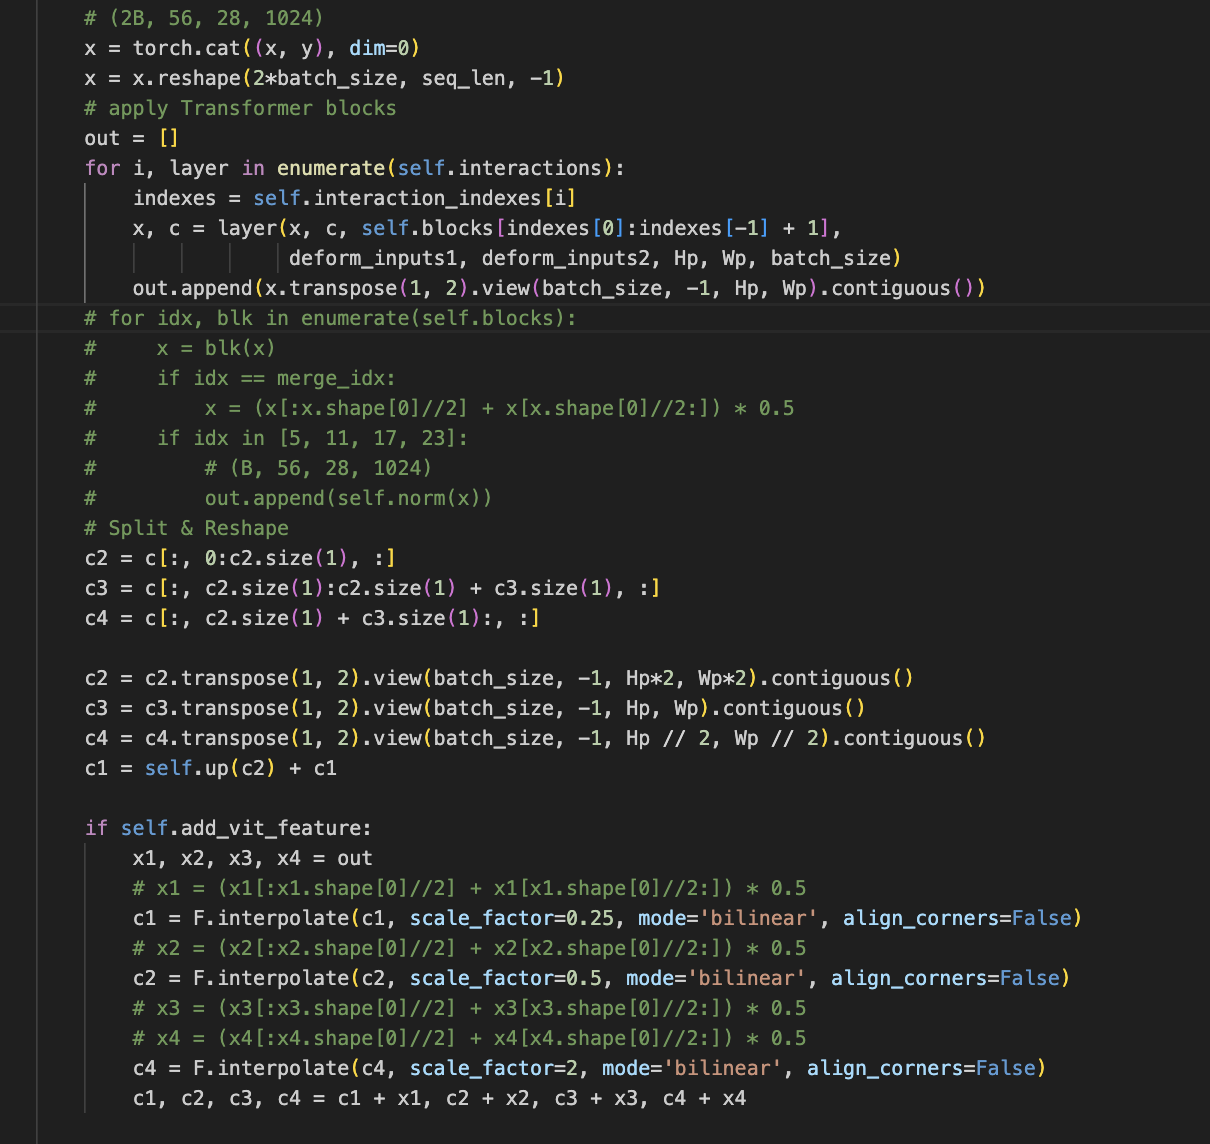 # (2B, 56, 28, 1024)
x = torch.cat((x, y), dim=0)
x = x.reshape(2*batch_size, seq_len, -1)
# apply Transformer blocks
out = []
for i, layer in enumerate(self.interactions):
    indexes = self.interaction_indexes[i]
    x, c = layer(x, c, self.blocks[indexes[0]:indexes[-1] + 1],
                 deform_inputs1, deform_inputs2, Hp, Wp, batch_size)
    out.append(x.transpose(1, 2).view(batch_size, -1, Hp, Wp).contiguous())
# for idx, blk in enumerate(self.blocks):
#     x = blk(x)
#     if idx == merge_idx:
#         x = (x[:x.shape[0]//2] + x[x.shape[0]//2:]) * 0.5
#     if idx in [5, 11, 17, 23]:
#         # (B, 56, 28, 1024)
#         out.append(self.norm(x))
# Split & Reshape
c2 = c[:, 0:c2.size(1), :]
c3 = c[:, c2.size(1):c2.size(1) + c3.size(1), :]
c4 = c[:, c2.size(1) + c3.size(1):, :]

c2 = c2.transpose(1, 2).view(batch_size, -1, Hp*2, Wp*2).contiguous()
c3 = c3.transpose(1, 2).view(batch_size, -1, Hp, Wp).contiguous()
c4 = c4.transpose(1, 2).view(batch_size, -1, Hp // 2, Wp // 2).contiguous()
c1 = self.up(c2) + c1

if self.add_vit_feature:
    x1, x2, x3, x4 = out
    # x1 = (x1[:x1.shape[0]//2] + x1[x1.shape[0]//2:]) * 0.5
    c1 = F.interpolate(c1, scale_factor=0.25, mode='bilinear', align_corners=False)
    # x2 = (x2[:x2.shape[0]//2] + x2[x2.shape[0]//2:]) * 0.5
    c2 = F.interpolate(c2, scale_factor=0.5, mode='bilinear', align_corners=False)
    # x3 = (x3[:x3.shape[0]//2] + x3[x3.shape[0]//2:]) * 0.5
    # x4 = (x4[:x4.shape[0]//2] + x4[x4.shape[0]//2:]) * 0.5
    c4 = F.interpolate(c4, scale_factor=2, mode='bilinear', align_corners=False)
    c1, c2, c3, c4 = c1 + x1, c2 + x2, c3 + x3, c4 + x4